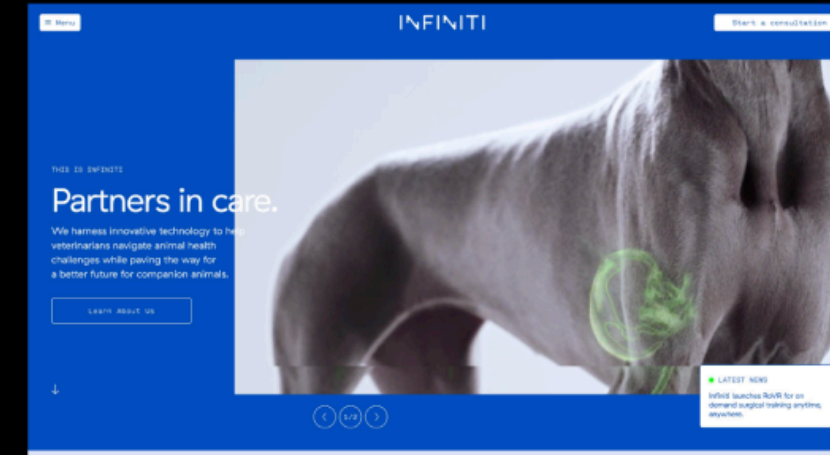 Menu
INFINITI
Start a consultation
THIS IS INFINITI
Partners in care.
We harness innovative technology to help
veterinarians navigate animal health
challenges while paving the way for
a better future for companion animals.
Learn About Us
1/2
LATEST NEWS
Infiniti launches RoVR for on
demand surgical training anytime,
anywhere.